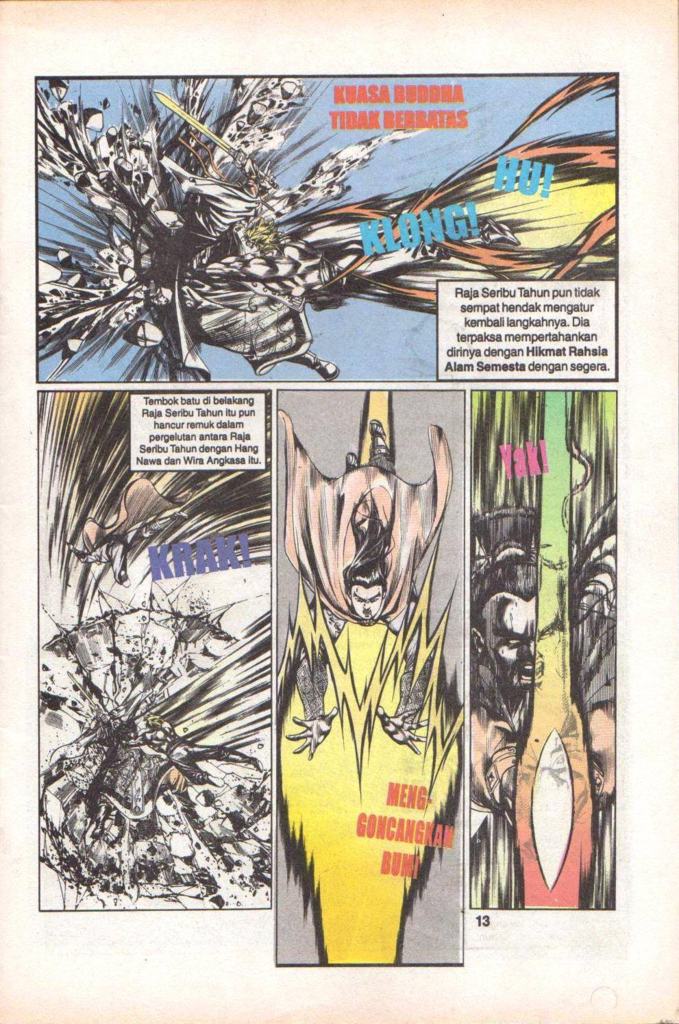 KUASA BUDDHA
TIDAK BERBATAS
HU!
KLONG!
Raja Seribu Tahun pun tidak
sempat hendak mengatur
kembali langkahnya. Dia
terpaksa mempertahankan
dirinya dengan Hikmat Rahsia
Alam Semesta dengan segera.
Tembok batu di belakang
Raja Seribu Tahun itu pun
hancur remuk dalam
pergelutan antara Raja
Seribu Tahun dengan Hang
Nawa dan Wira Angkasa itu.
KRAK!
MENG-
GONCANGKAN
BUMI
Yak!
13